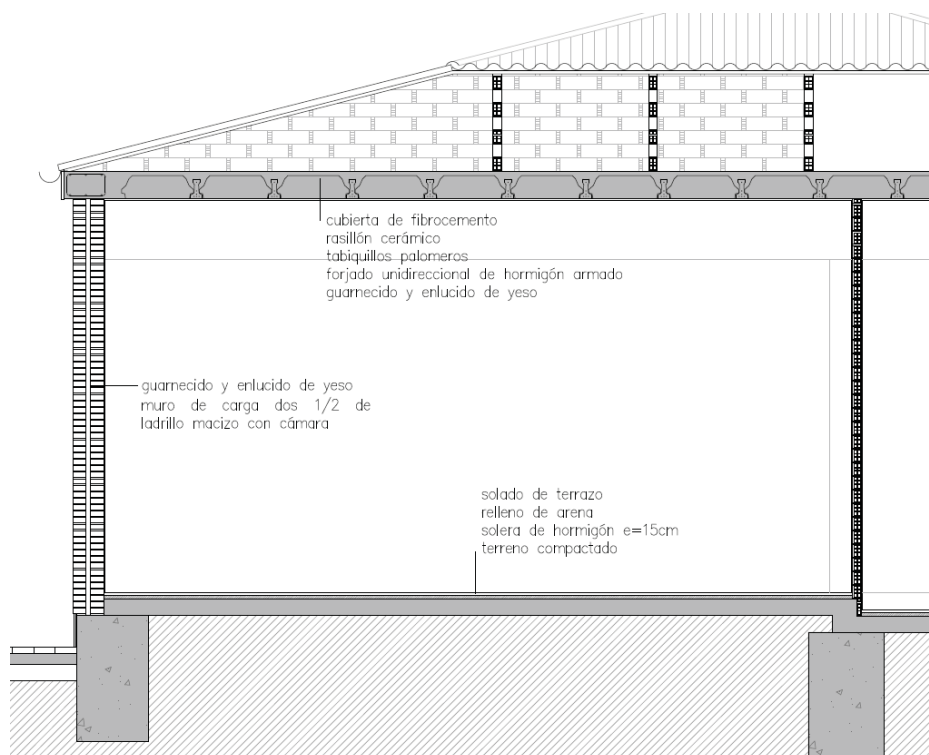 cubierta de fibrocemento
rasillón cerámico
tabiquillos palomeros
forjado unidireccional de hormigón armado
guarnecido y enlucido de yeso
guarnecido y enlucido de yeso
muro de carga dos 1/2 de
ladrillo macizo con cámara
solado de terrazo
relleno de arena
solera de hormigón e=15cm
terreno compactado